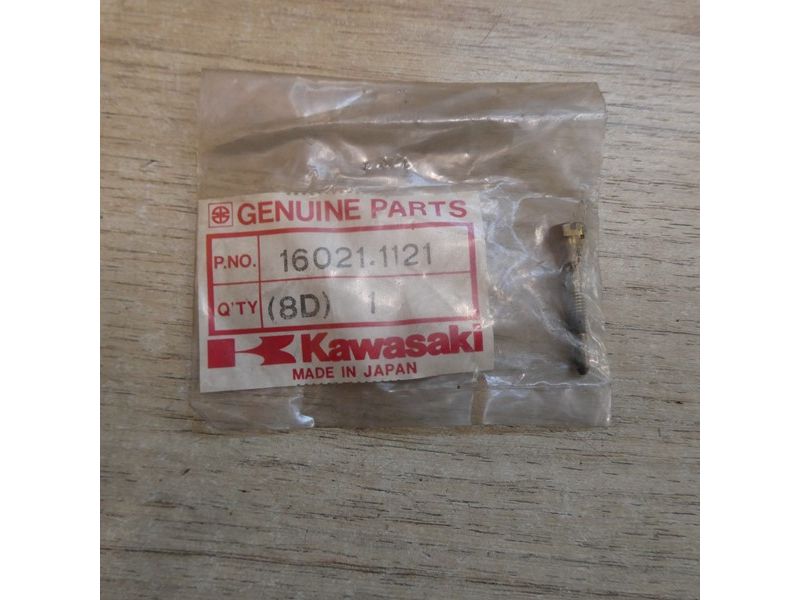 GENUINE PARTS
P.NO. 16021.1121
Q'TY (8D) 1
Kawasaki
MADE IN JAPAN